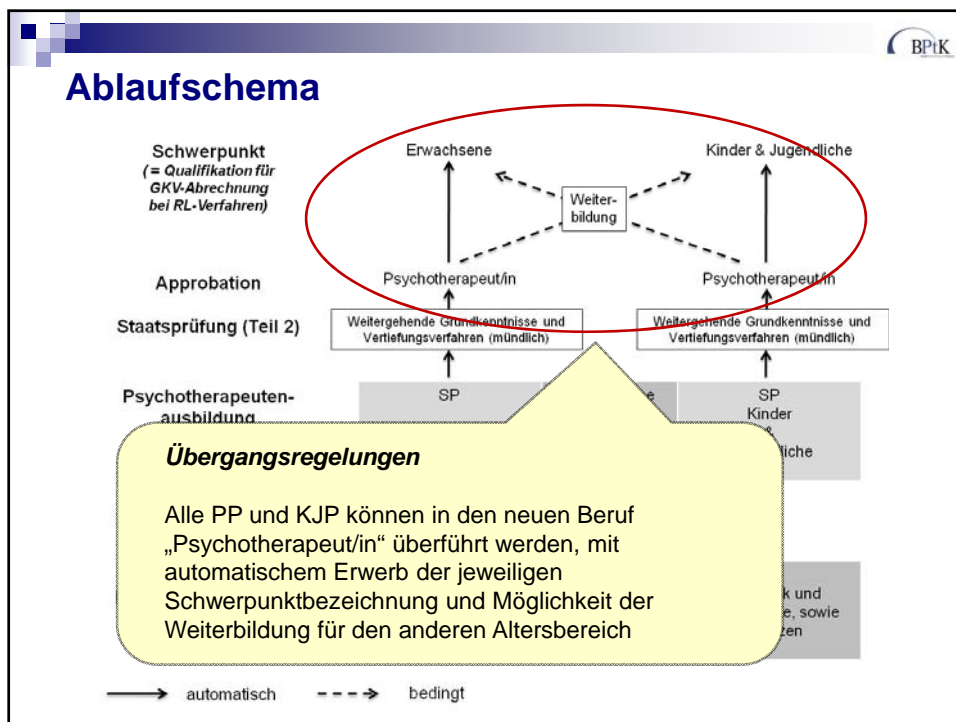 BPtK
Ablaufschema
Schwerpunkt
(= Qualifikation für
GKV-Abrechnung
bei RL-Verfahren)
Erwachsene
Kinder & Jugendliche
Weiter-
bildung
Approbation
Psychotherapeut/in
Psychotherapeut/in
Staatsprüfung (Teil 2)
Weitergehende Grundkenntnisse und
Vertiefungsverfahren (mündlich)
Weitergehende Grundkenntnisse und
Vertiefungsverfahren (mündlich)
Psychotherapeuten-
ausbildung
SP
e
SP
Kinder
&
liche
Übergangsregelungen
Alle PP und KJP können in den neuen Beruf
„Psychotherapeut/in“ überführt werden, mit
automatischem Erwerb der jeweiligen
Schwerpunktbezeichnung und Möglichkeit der
Weiterbildung für den anderen Altersbereich
k und
e, sowie
zen
automatisch
bedingt